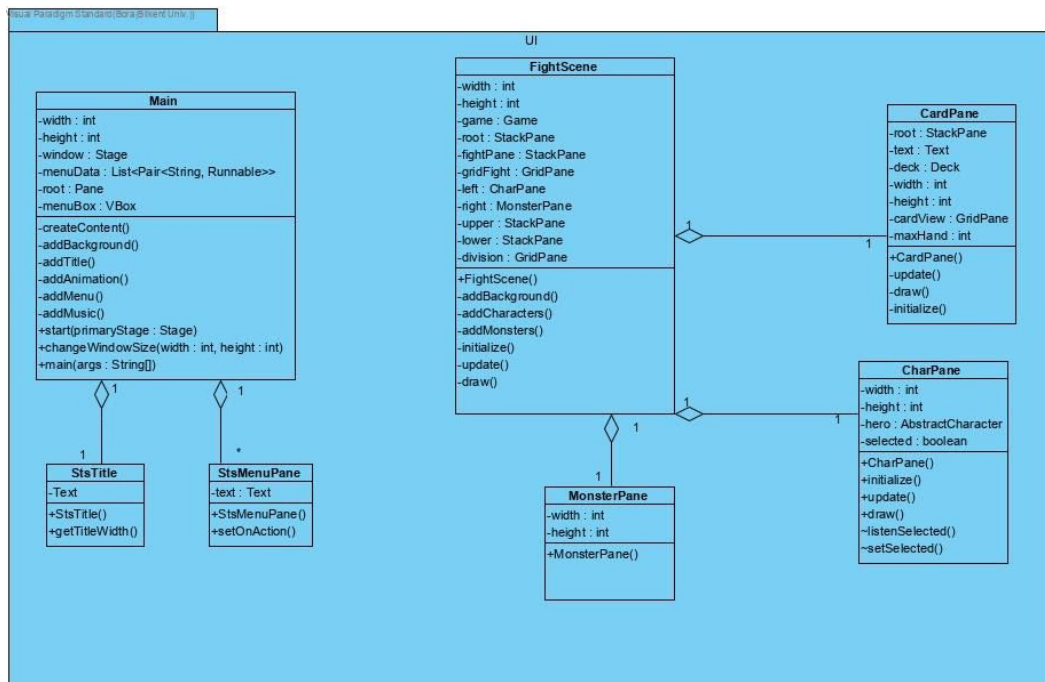 Visual Paradigm Standard(Bora(Bilkent Univ.))
UI
Main
-width : int
-height : int
-window : Stage
-menuData : List<Pair<String, Runnable>>
-root : Pane
-menuBox : VBox
-createContent()
-addBackground()
-addTitle()
-addAnimation()
-addMenu()
-addMusic()
+start(primaryStage : Stage)
+changeWindowSize(width : int, height : int)
+main(args : String[])
1
1
1
*
StsTitle
-Text
+StsTitle()
+getTitleWidth()
StsMenuPane
-text : Text
+StsMenuPane()
+setOnAction()
FightScene
-width : int
-height : int
-game : Game
-root : StackPane
-fightPane : StackPane
-gridFight : GridPane
-left : CharPane
-right : MonsterPane
-upper : StackPane
-lower : StackPane
-division : GridPane
+FightScene()
-addBackground()
-addCharacters()
-addMonsters()
-initialize()
-update()
-draw()
1
1
1
1
1
1
MonsterPane
-width : int
-height : int
+MonsterPane()
CardPane
-root : StackPane
-text : Text
-deck : Deck
-width : int
-height : int
-cardView : GridPane
-maxHand : int
+CardPane()
-update()
-draw()
-initialize()
CharPane
-width : int
-height : int
-hero : AbstractCharacter
-selected : boolean
+CharPane()
+initialize()
+update()
+draw()
~listenSelected()
~setSelected()